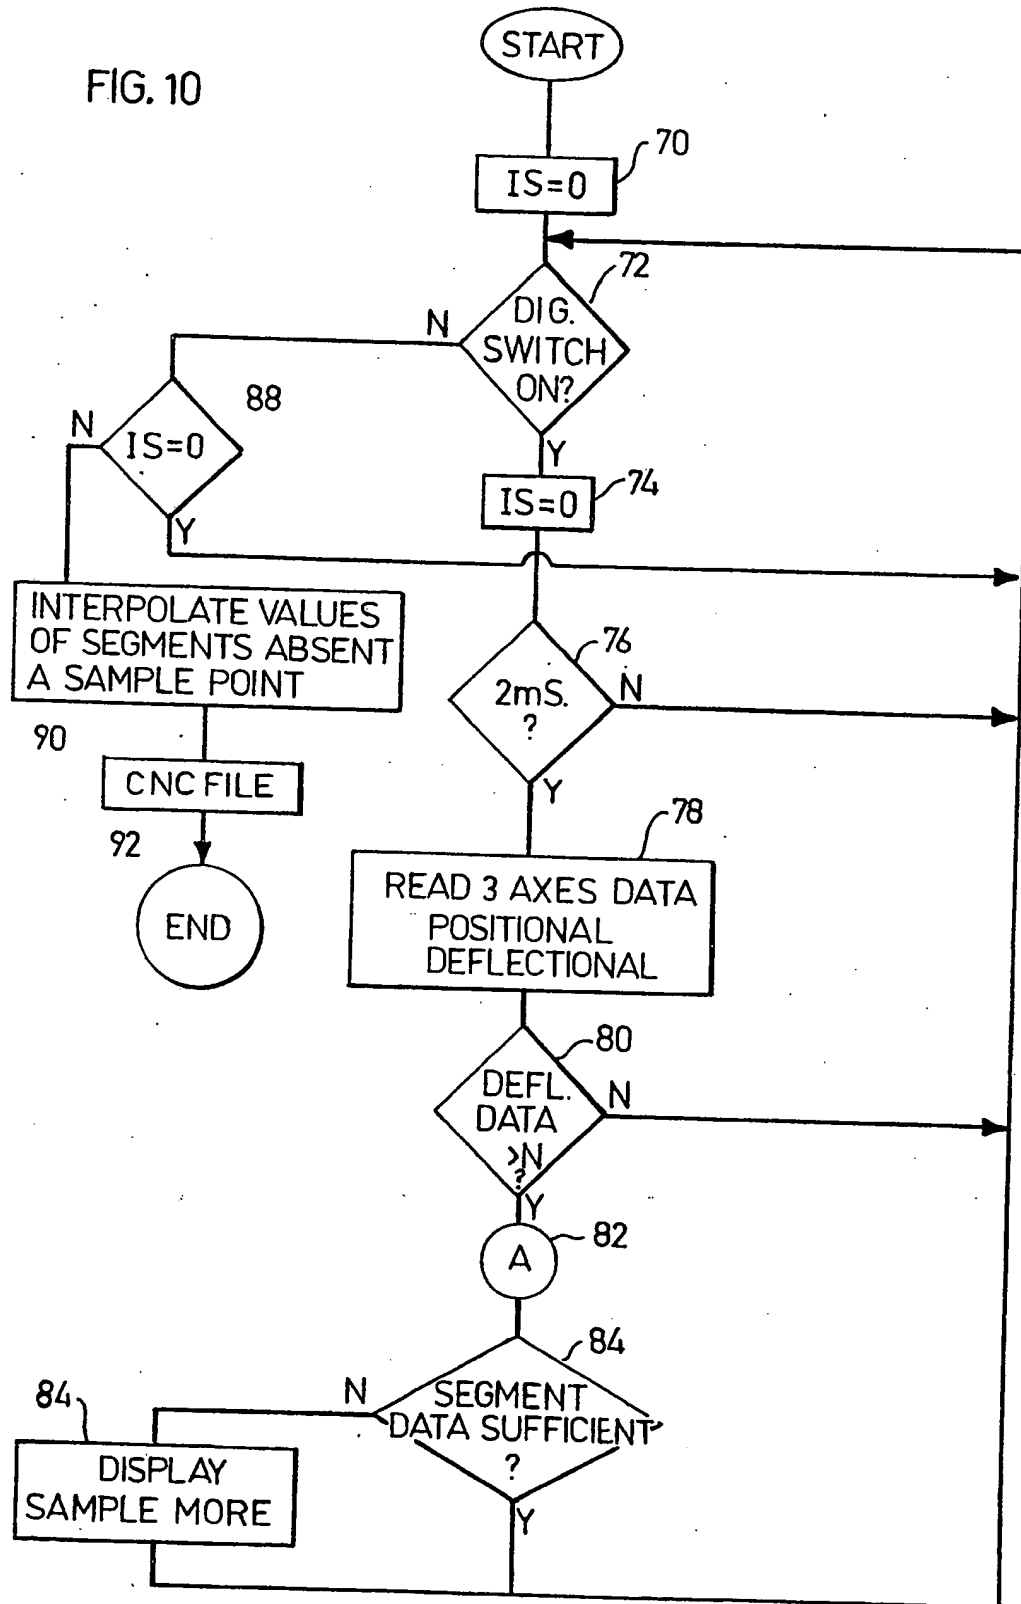 START
FIG. 10
70
IS=0
72
N
DIG.
SWITCH
ON?
88
N
IS=0
Y
Y
74
IS=0
INTERPOLATE VALUES
OF SEGMENTS ABSENT
A SAMPLE POINT
76
N
2mS.
?
90
Y
CNC FILE
78
92
READ 3 AXES DATA
POSITIONAL
DEFLECTIONAL
END
80
DEFL.
DATA
>N
?
N
Y
82
A
84
84
N
SEGMENT
DATA SUFFICIENT
?
DISPLAY
SAMPLE MORE
Y